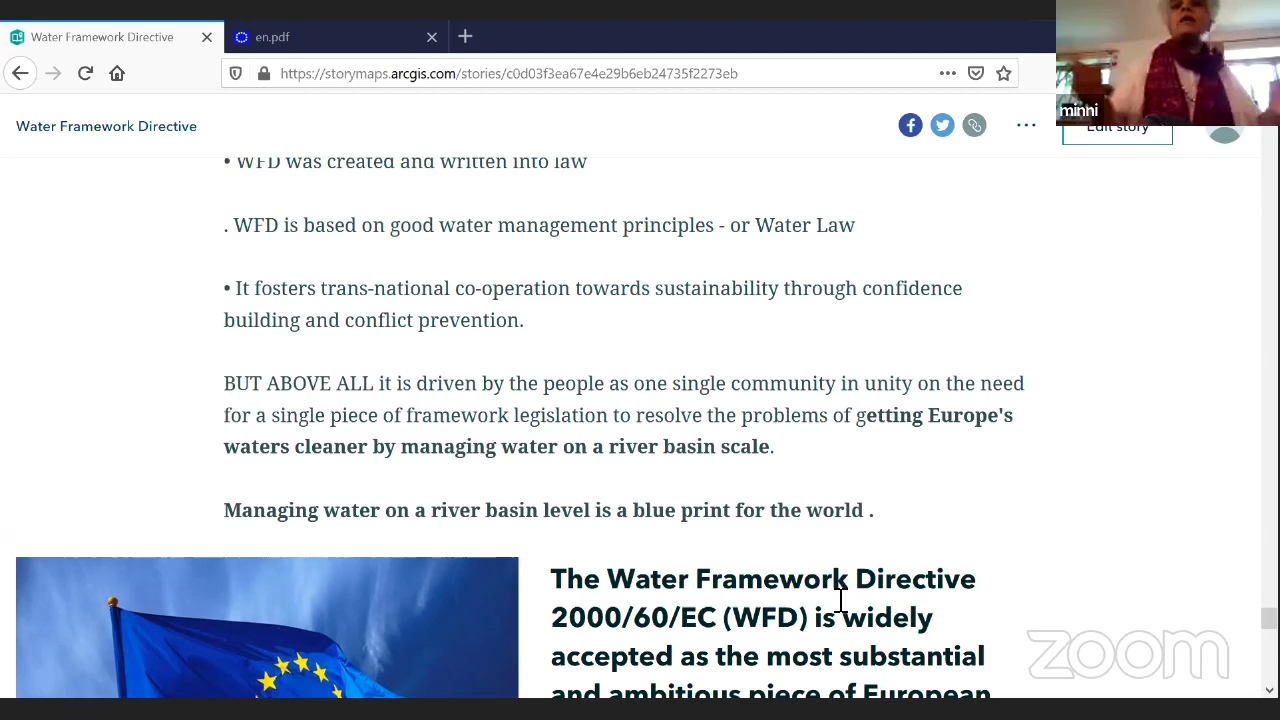 Water Framework Directive
en.pdf
https://storymaps.arcgis.com/stories/c0d03f3ea67e4e29b6eb24735f2273eb
minhi
Water Framework Directive
Edit story
• WFD was created and written into law
. WFD is based on good water management principles - or Water Law
• It fosters trans-national co-operation towards sustainability through confidence
building and conflict prevention.
BUT ABOVE ALL it is driven by the people as one single community in unity on the need
for a single piece of framework legislation to resolve the problems of getting Europe's
waters cleaner by managing water on a river basin scale.
Managing water on a river basin level is a blue print for the world .
The Water Framework Directive
2000/60/EC (WFD) is widely
accepted as the most substantial
and ambitious piece of European
zoom